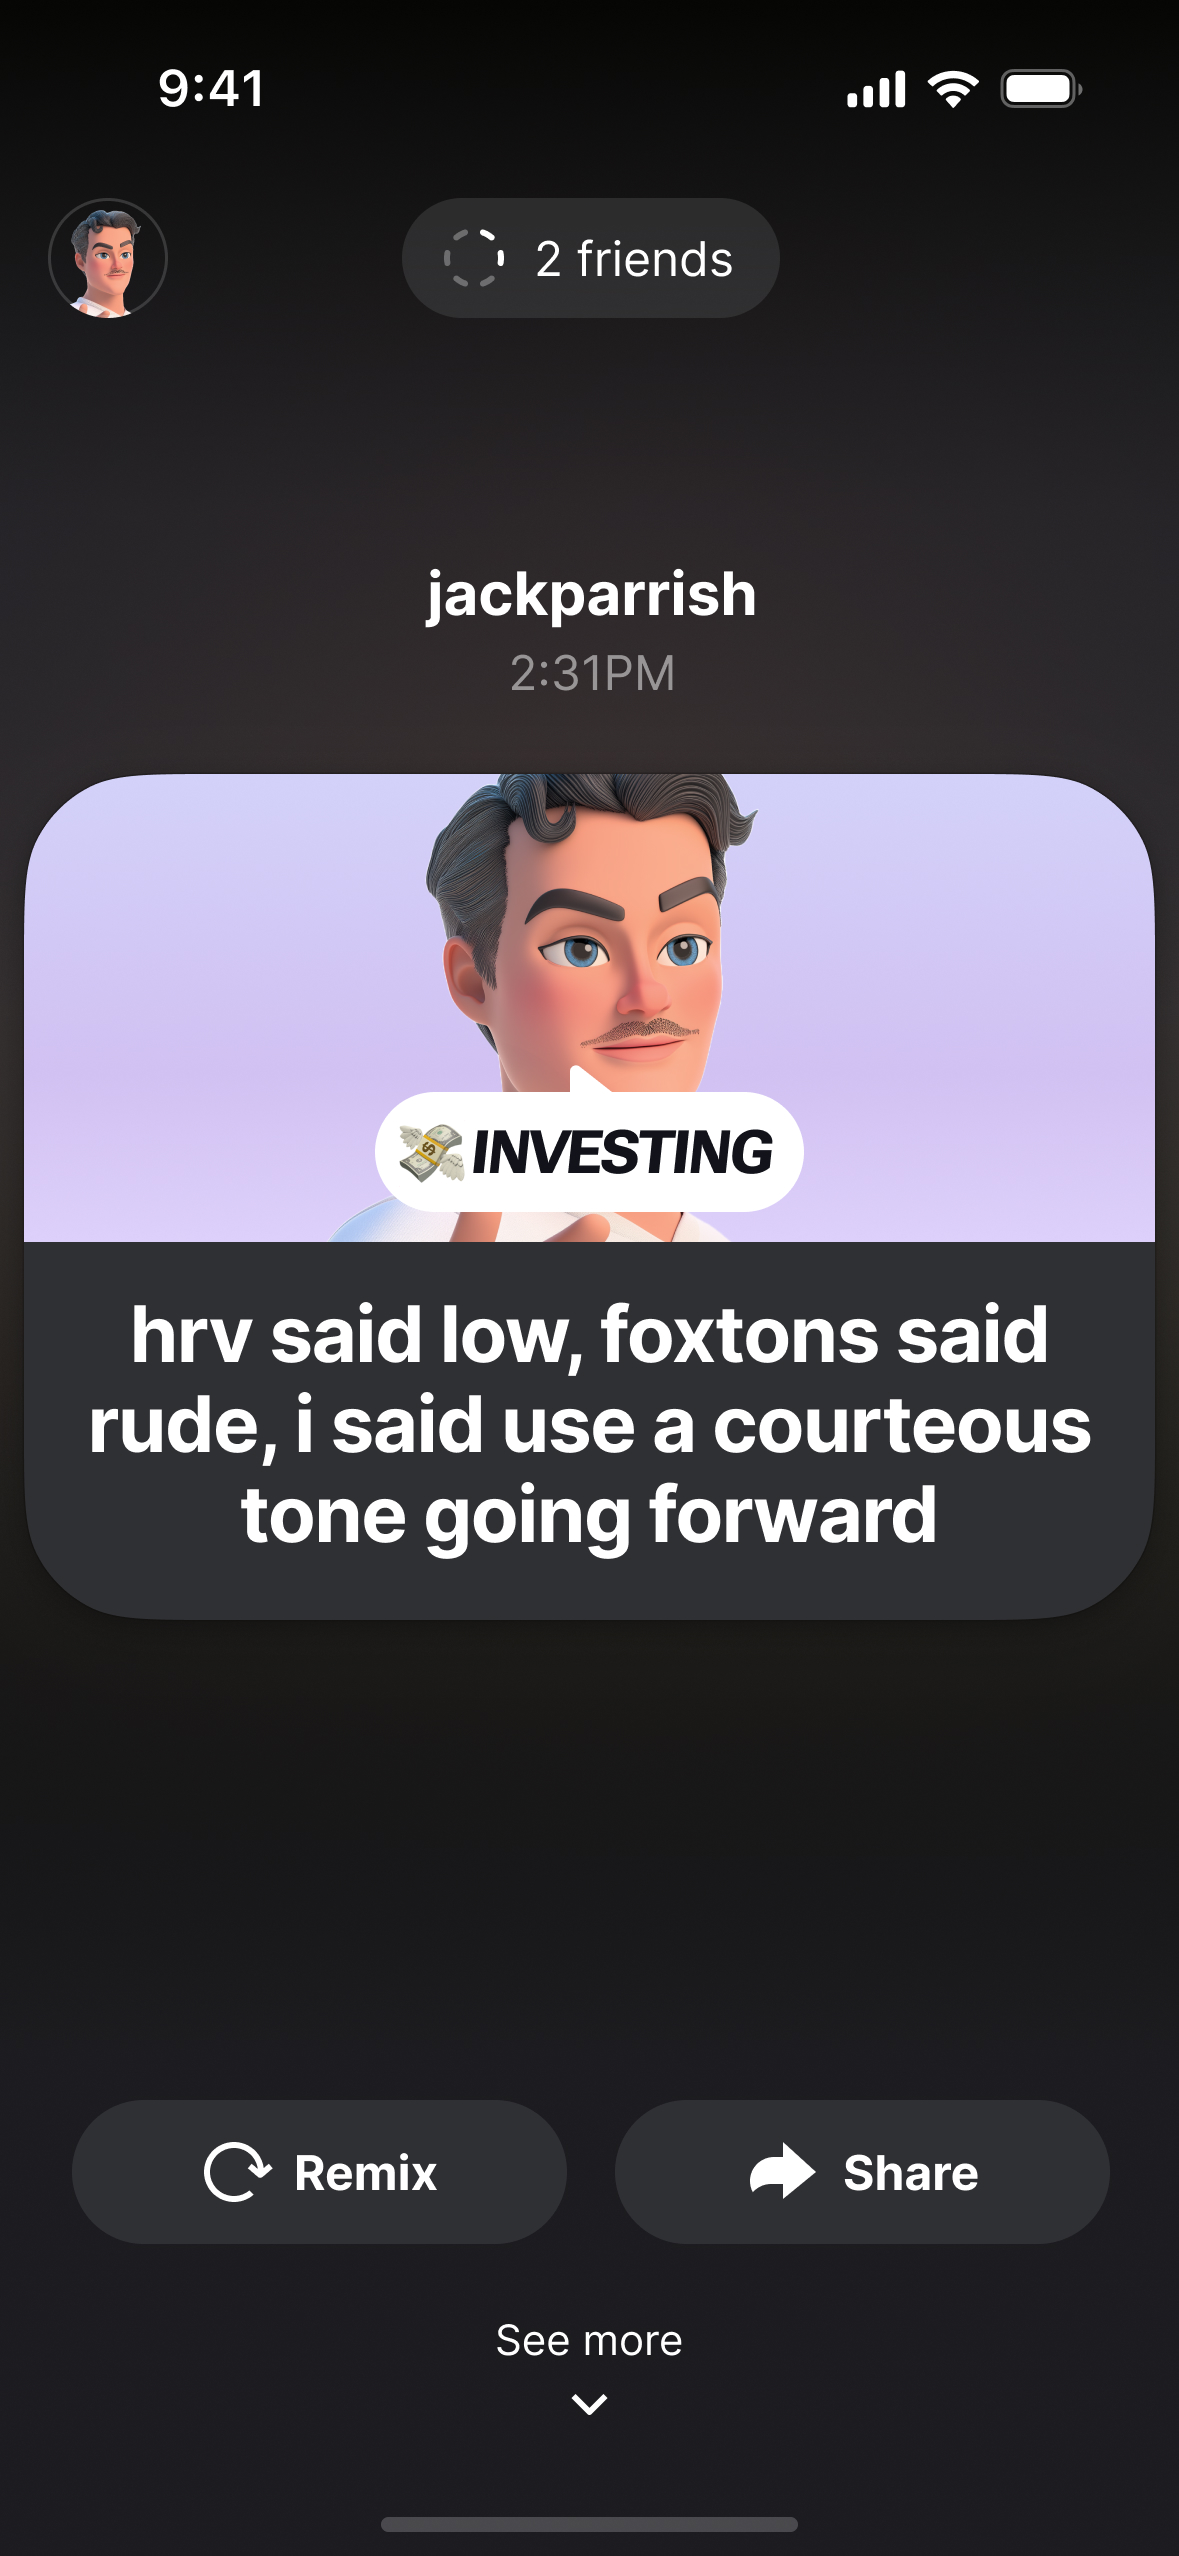 9:41
2 friends
jackparrish
2:31PM
INVESTING
hrv said low, foxtons said
rude, i said use a courteous
tone going forward
Remix
Share
See more